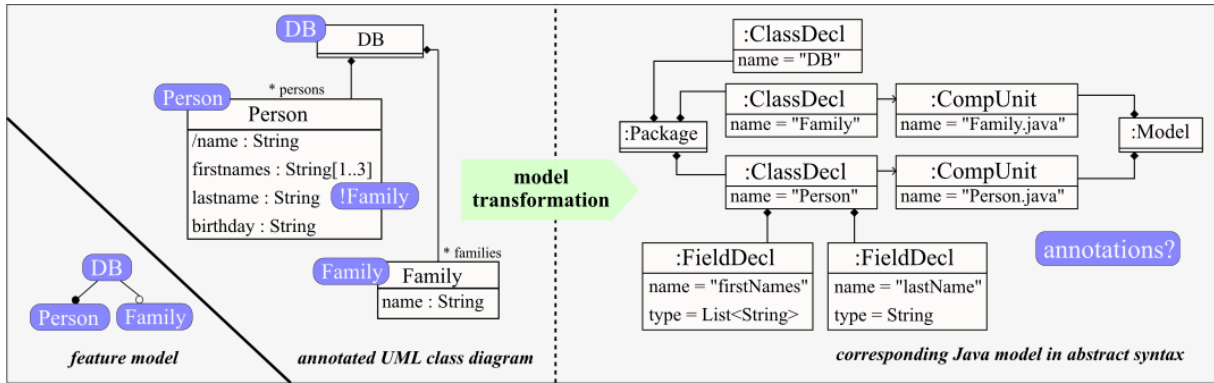 DB
DB
* persons
Person
Person
/name : String
firstnames : String[1..3]
lastname : String
!Family
birthday : String
* families
Family
Family
name : String
DB
Person
Family
feature model
annotated UML class diagram
model
transformation
:ClassDecl
name = "DB"
:ClassDecl
name = "Family"
:CompUnit
name = "Family.java"
:Package
:Model
:ClassDecl
name = "Person"
:CompUnit
name = "Person.java"
:FieldDecl
name = "firstNames"
type = List<String>
:FieldDecl
name = "lastName"
type = String
annotations?
corresponding Java model in abstract syntax